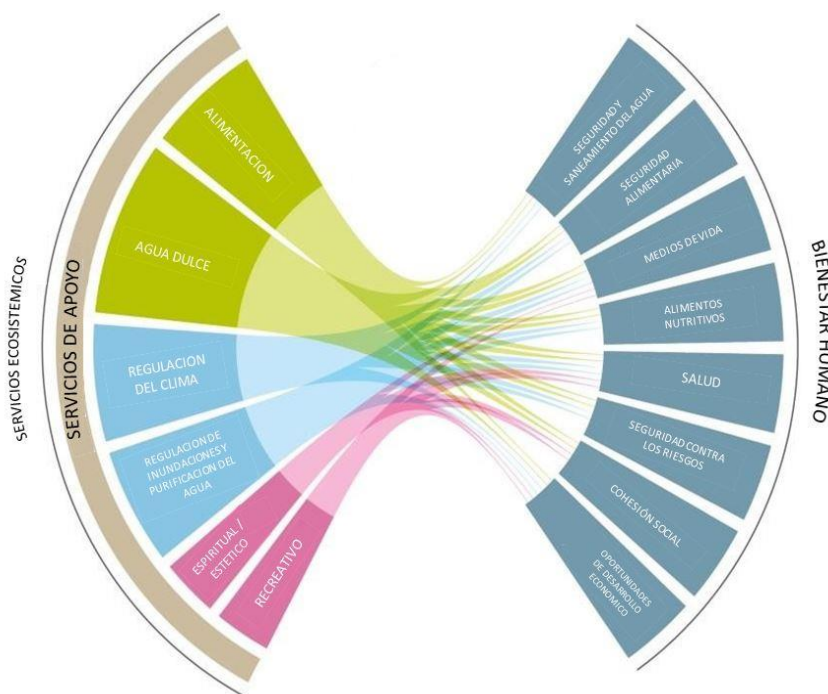 SERVICIOS ECOSISTEMICOS
SERVICIOS DE APOYO
ALIMENTACION
AGUA DULCE
REGULACION
DEL CLIMA
REGULACION DE
INUNDACIONES Y
PURIFICACION DEL
AGUA
ESPIRITUAL /
ESTETICO
RECREATIVO
SEGURIDAD Y
SANEAMIENTO DEL AGUA
SEGURIDAD
ALIMENTARIA
MEDIOS DE VIDA
ALIMENTOS
NUTRITIVOS
SALUD
SEGURIDAD CONTRA
LOS RIESGOS
COHESIÓN SOCIAL
OPORTUNIDADES
DE DESARROLLO
ECONOMICO
BIENESTAR HUMANO